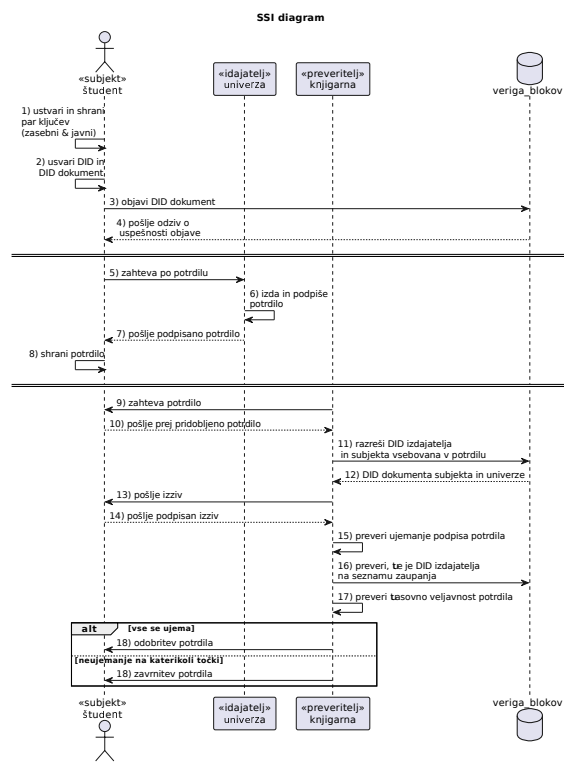 SSI diagram
«subjekt»
študent
«idajatelj»
univerza
«preveritelj»
knjigarna
veriga_blokov
1) ustvari in shrani
par ključev
(zasebni & javni)
2) usvari DID in
DID dokument
3) objavi DID dokument
4) pošlje odziv o
uspešnosti objave
5) zahteva po potrdilu
6) izda in podpiše
potrdilo
7) pošlje podpisano potrdilo
8) shrani potrdilo
9) zahteva potrdilo
10) pošlje prej pridobljeno potrdilo
11) razreši DID izdajatelja
in subjekta vsebovana v potrdilu
12) DID dokumenta subjekta in univerze
13) pošlje izziv
14) pošlje podpisan izziv
15) preveri ujemanje podpisa potrdila
16) preveri, je DID izdajatelja
na seznamu zaupanja
17) preveri veljavnost potrdila
alt [vse se ujema]
18) odobritev potrdila
[neujemanje na katerikoli točki]
18) zavrnitev potrdila
«subjekt»
študent
«idajatelj»
univerza
«preveritelj»
knjigarna
veriga_blokov